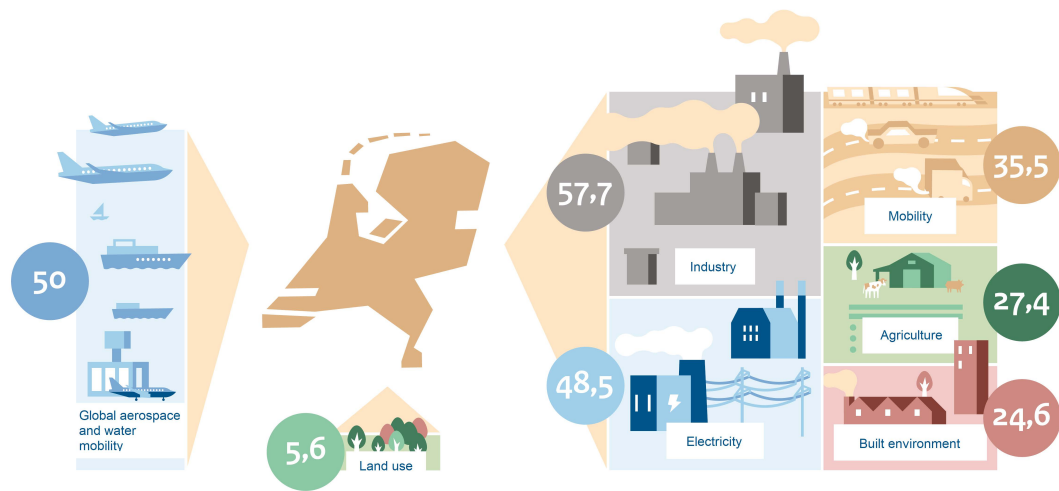 50
Global aerospace
and water
mobility
5,6
Land use
57,7
Industry
48,5
Electricity
35,5
Mobility
27,4
Agriculture
24,6
Built environment